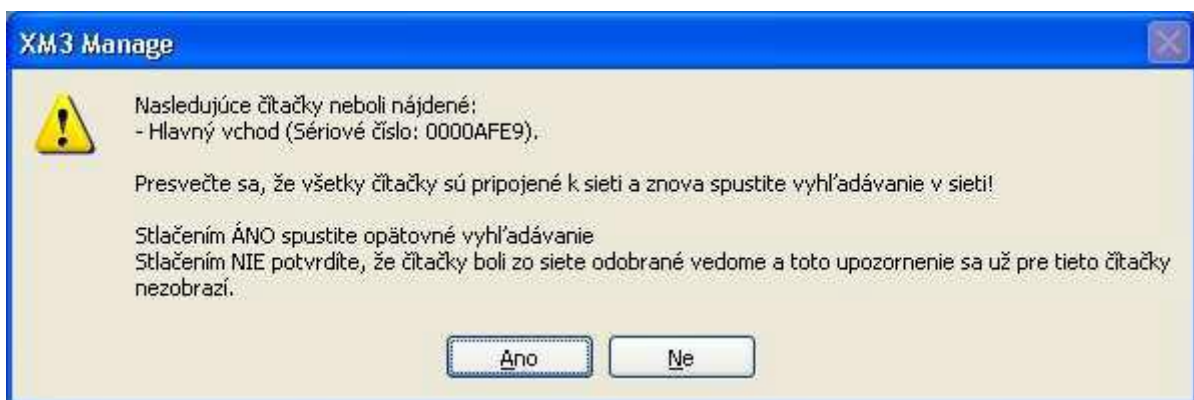 XM3 Manage
Nasledujúce čítačky neboli nájdené:
- Hlavný vchod (Sériové číslo: 0000AFE9).
Presvečte sa, že všetky čítačky sú pripojené k sieti a znova spustite vyhľadávanie v sieti!
Stlačením ÁNO spustite opätovné vyhľadávanie
Stlačením NIE potvrdíte, že čítačky boli zo siete odobrané vedome a toto upozornenie sa už pre tieto čítačky
nezobrazí.
Ano
Ne